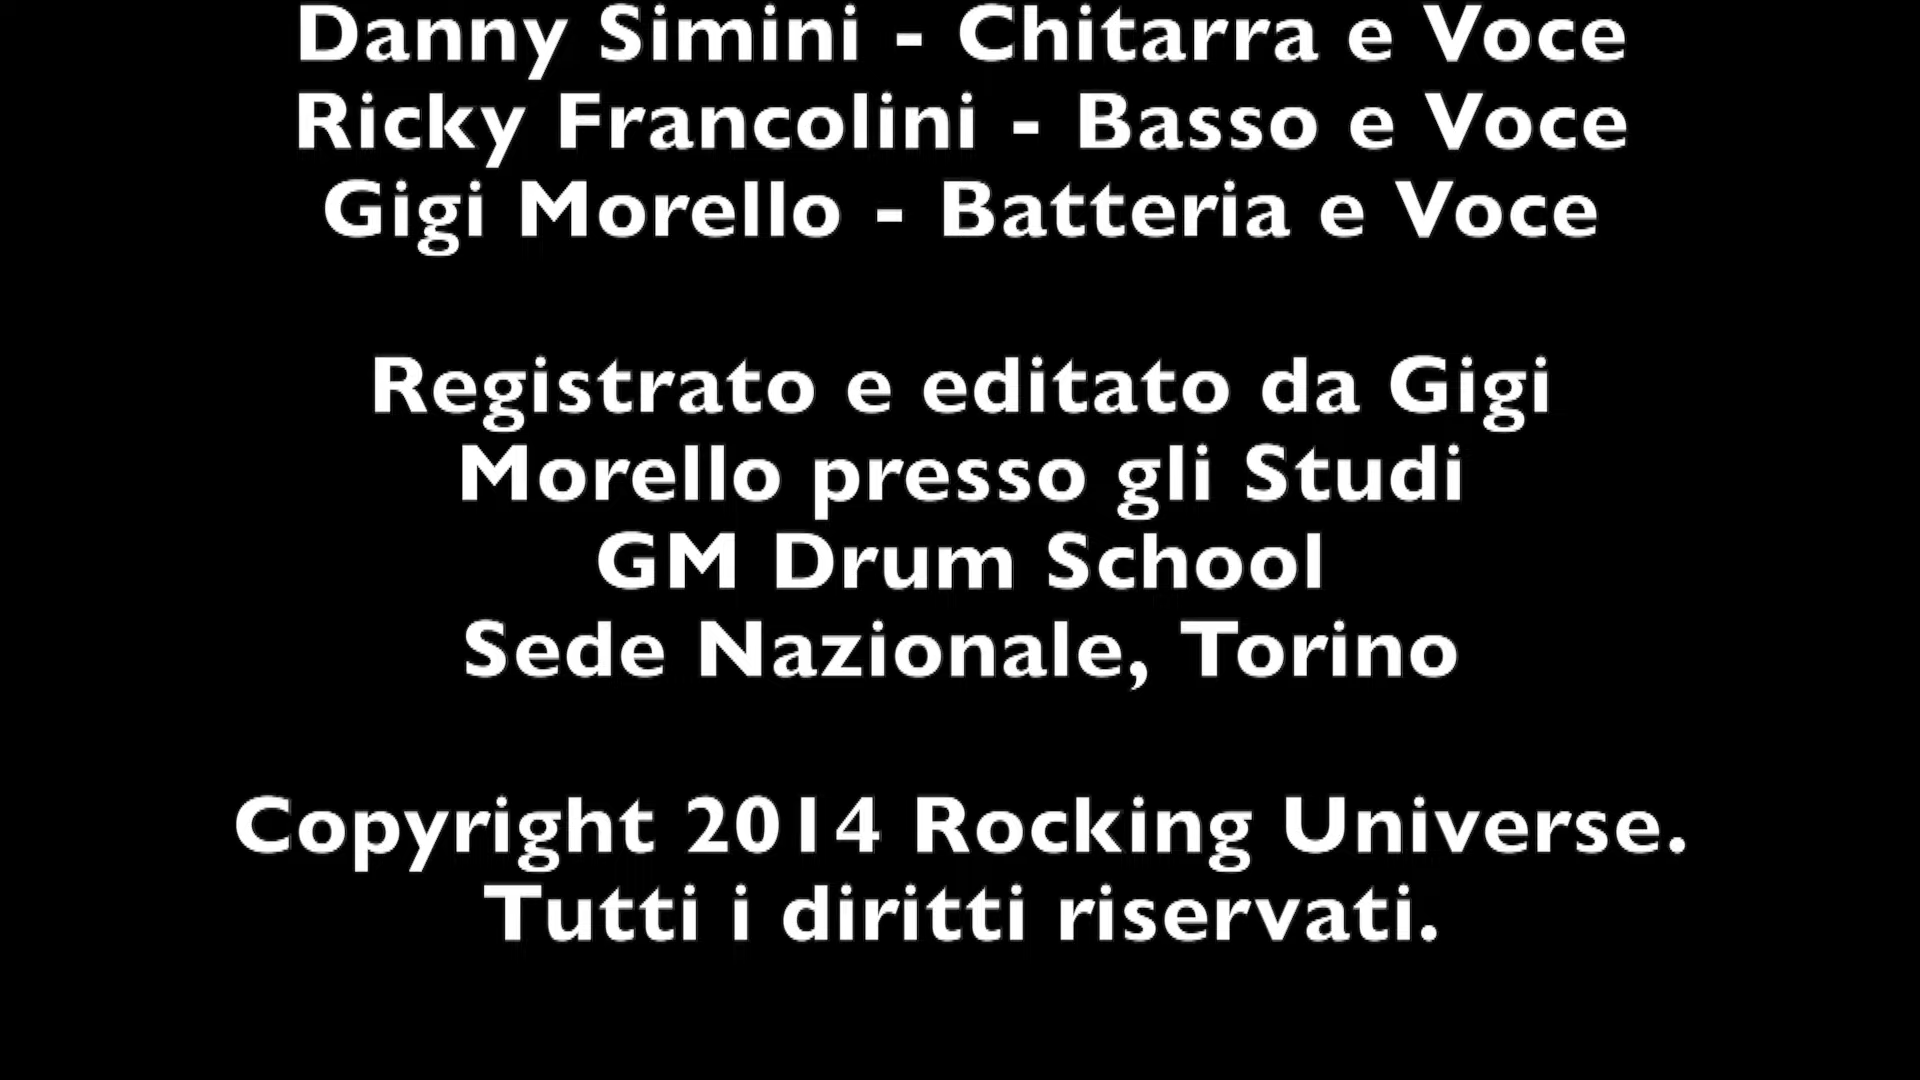 Danny Simini - Chitarra e Voce
Ricky Francolini - Basso e Voce
Gigi Morello - Batteria e Voce
Registrato e editato da Gigi
Morello presso gli Studi
GM Drum School
Sede Nazionale, Torino
Copyright 2014 Rocking Universe.
Tutti i diritti riservati.